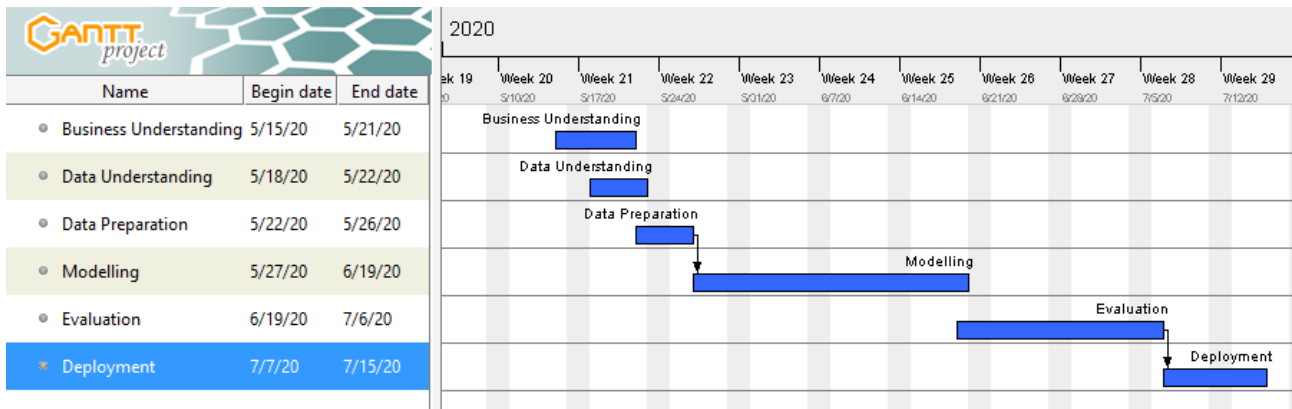 GANTT
project
2020
ek 19 Week 20 Week 21 Week 22 Week 23 Week 24 Week 25 Week 26 Week 27 Week 28 Week 29
5/10/20 5/17/20 5/24/20 5/31/20 6/7/20 6/14/20 6/21/20 6/28/20 7/5/20 7/12/20
Name Begin date End date
Business Understanding 5/15/20 5/21/20
Business Understanding
Data Understanding 5/18/20 5/22/20
Data Understanding
Data Preparation 5/22/20 5/26/20
Data Preparation
Modelling 5/27/20 6/19/20
Modelling
Evaluation 6/19/20 7/6/20
Evaluation
Deployment 7/7/20 7/15/20
Deployment